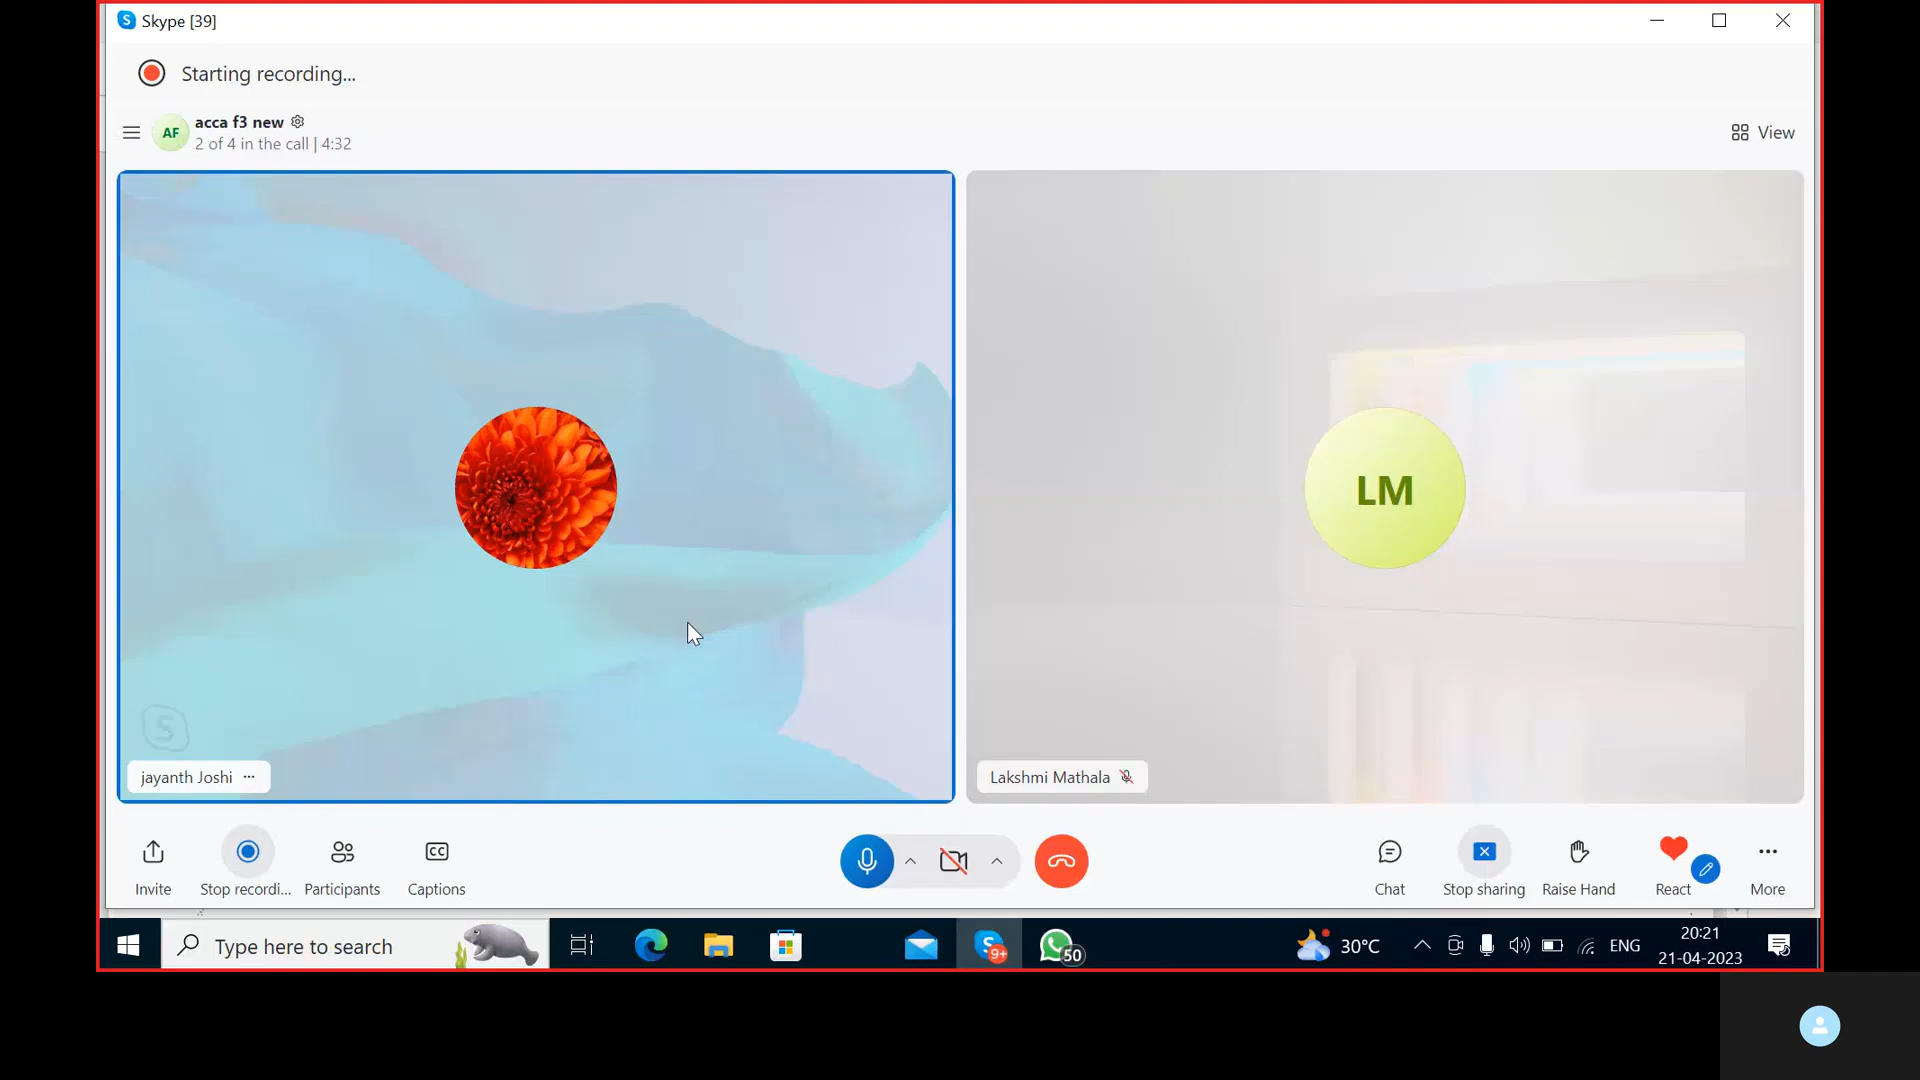 Skype [39]
Starting recording...
AF
acca f3 new
2 of 4 in the call | 4:32
View
LM
jayanth Joshi
Lakshmi Mathala
Invite
Stop recordi...
Participants
CC
Captions
Chat
Stop sharing
Raise Hand
React
More
Type here to search
9+
50
30°C
ENG
20:21
21-04-2023